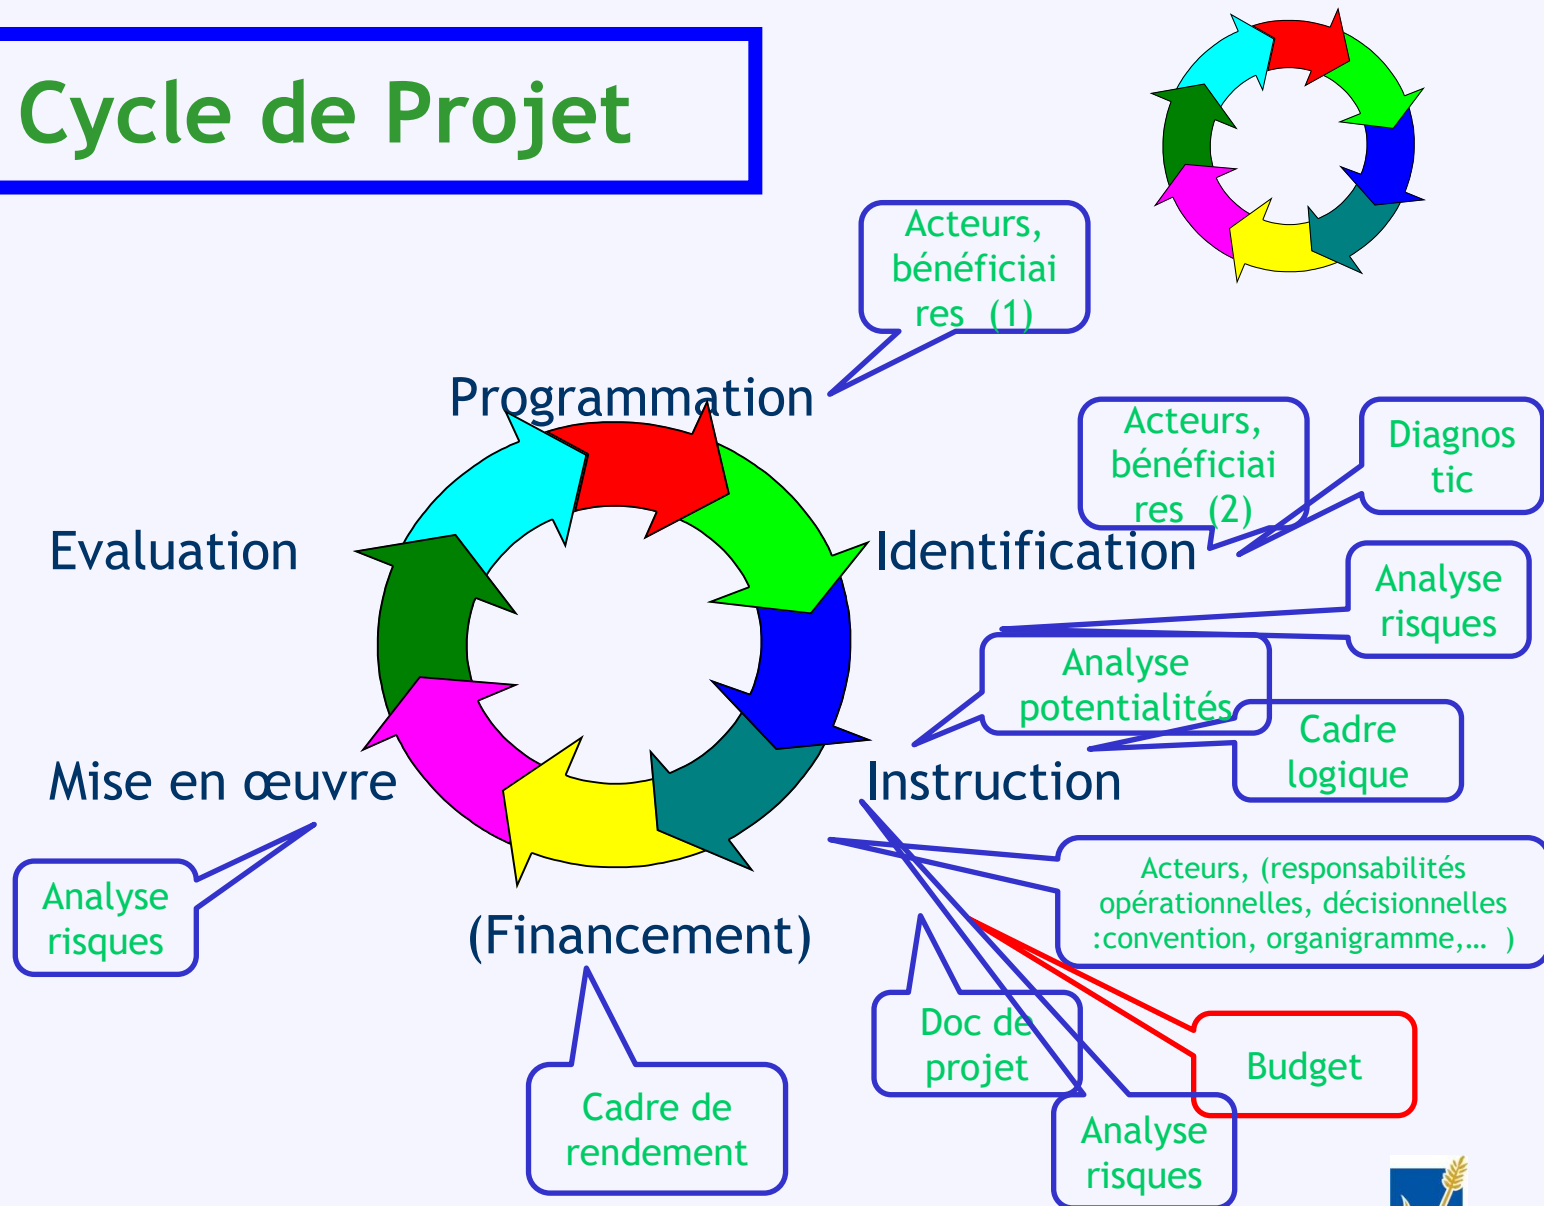 Cycle de Projet
Acteurs,
bénéficiai
res (1)
Programmation
Acteurs,
bénéficiai
res (2)
Diagnos
tic
Evaluation
Identification
Analyse
risques
Analyse
potentialités
Cadre
logique
Mise en œuvre
Instruction
Analyse
risques
Acteurs, (responsabilités
opérationnelles, décisionnelles
:convention, organigramme,… )
(Financement)
Doc de
projet
Budget
Cadre de
rendement
Analyse
risques